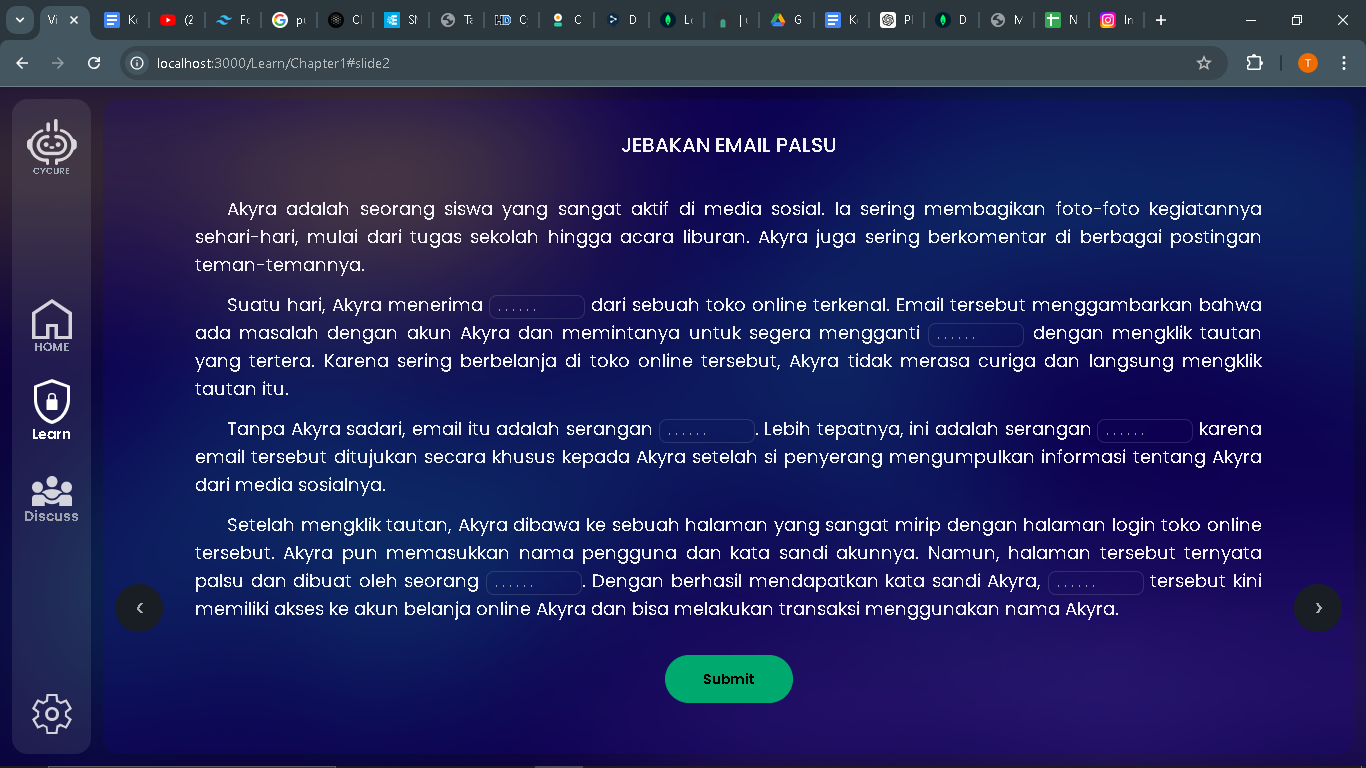 Vi
Ke
(2
Fo
pu
Cl
Sh
Ta
C
C
D
Lo
| (
G
Ke
Pl
D
M
N
In
localhost:3000/Learn/Chapter1#slide2
T
CYCURE
HOME
Learn
Discuss
JEBAKAN EMAIL PALSU
Akyra adalah seorang siswa yang sangat aktif di media sosial. Ia sering membagikan foto-foto kegiatannya
sehari-hari, mulai dari tugas sekolah hingga acara liburan. Akyra juga sering berkomentar di berbagai postingan
teman-temannya.
Suatu hari, Akyra menerima ...... dari sebuah toko online terkenal. Email tersebut menggambarkan bahwa
ada masalah dengan akun Akyra dan memintanya untuk segera mengganti ...... dengan mengklik tautan
yang tertera. Karena sering berbelanja di toko online tersebut, Akyra tidak merasa curiga dan langsung mengklik
tautan itu.
Tanpa Akyra sadari, email itu adalah serangan ...... . Lebih tepatnya, ini adalah serangan ...... karena
email tersebut ditujukan secara khusus kepada Akyra setelah si penyerang mengumpulkan informasi tentang Akyra
dari media sosialnya.
Setelah mengklik tautan, Akyra dibawa ke sebuah halaman yang sangat mirip dengan halaman login toko online
tersebut. Akyra pun memasukkan nama pengguna dan kata sandi akunnya. Namun, halaman tersebut ternyata
palsu dan dibuat oleh seorang ...... . Dengan berhasil mendapatkan kata sandi Akyra, ...... tersebut kini
memiliki akses ke akun belanja online Akyra dan bisa melakukan transaksi menggunakan nama Akyra.
Submit